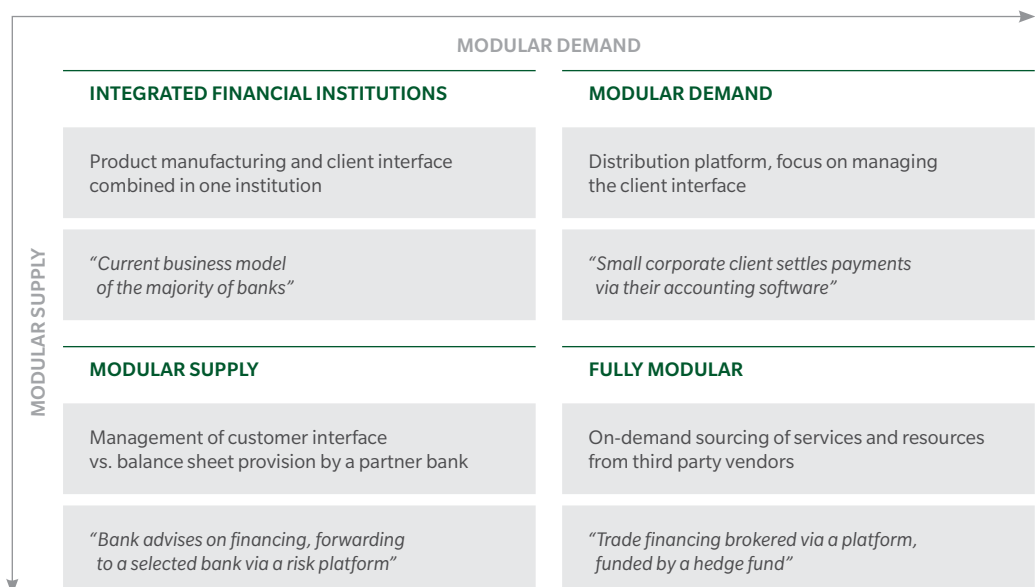 MODULAR DEMAND
MODULAR SUPPLY
INTEGRATED FINANCIAL INSTITUTIONS
Product manufacturing and client interface
combined in one institution
“Current business model
of the majority of banks”
MODULAR DEMAND
Distribution platform, focus on managing
the client interface
“Small corporate client settles payments
via their accounting software”
MODULAR SUPPLY
Management of customer interface
vs. balance sheet provision by a partner bank
“Bank advises on financing, forwarding
to a selected bank via a risk platform”
FULLY MODULAR
On-demand sourcing of services and resources
from third party vendors
“Trade financing brokered via a platform,
funded by a hedge fund”